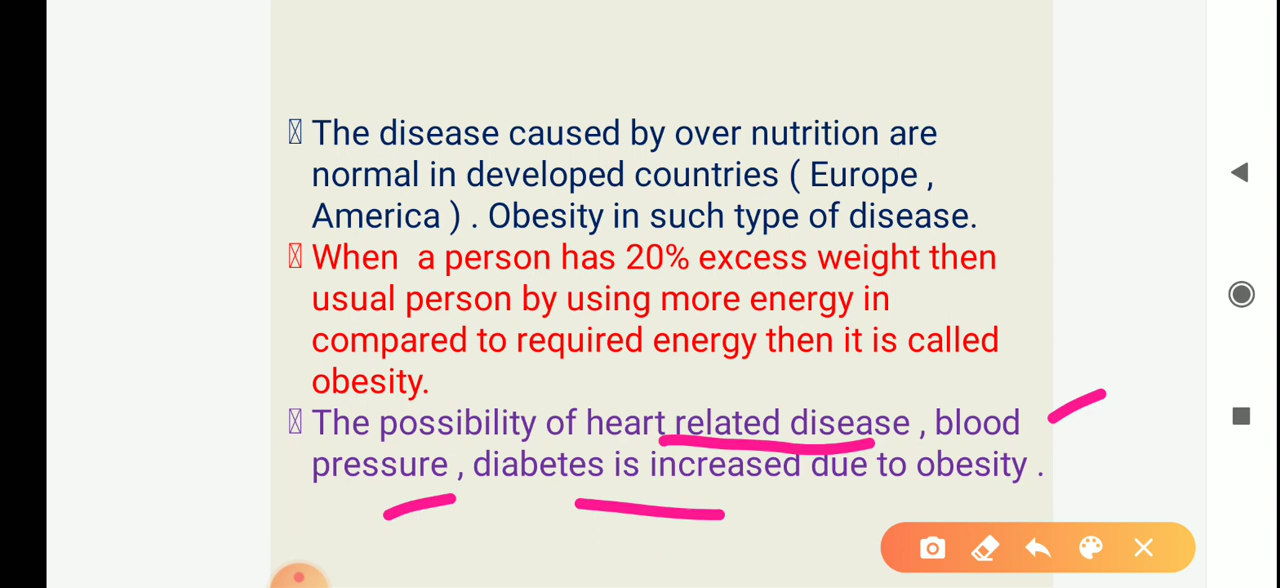 The disease caused by over nutrition are
normal in developed countries ( Europe ,
America ) . Obesity in such type of disease.
When a person has 20% excess weight then
usual person by using more energy in
compared to required energy then it is called
obesity.
The possibility of heart related disease , blood
pressure , diabetes is increased due to obesity .